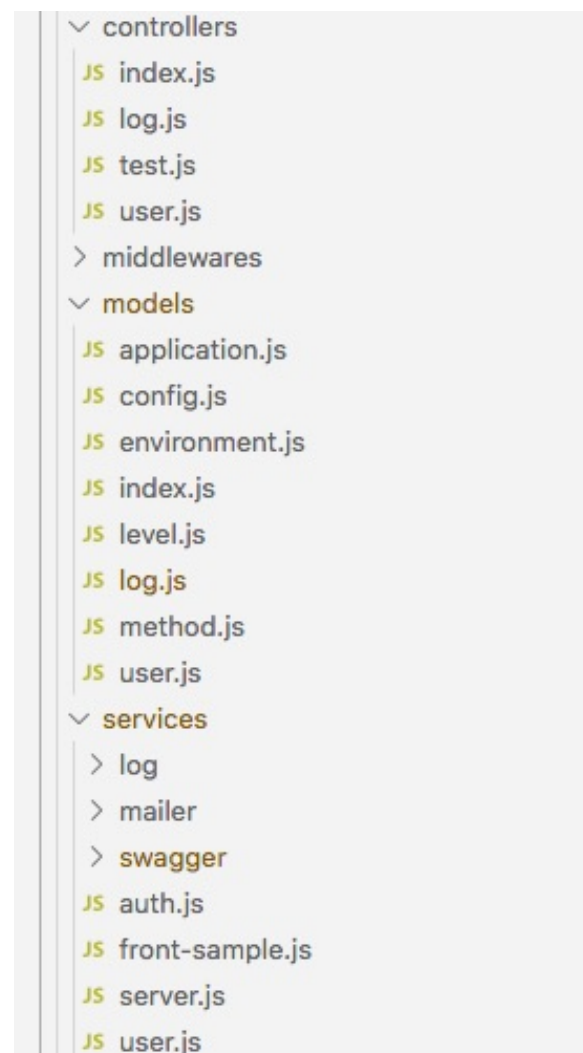 controllers
JS index.js
JS log.js
JS test.js
JS user.js
middlewares
models
JS application.js
JS config.js
JS environment.js
JS index.js
JS level.js
JS log.js
JS method.js
JS user.js
services
log
mailer
swagger
JS auth.js
JS front-sample.js
JS server.js
JS user.js